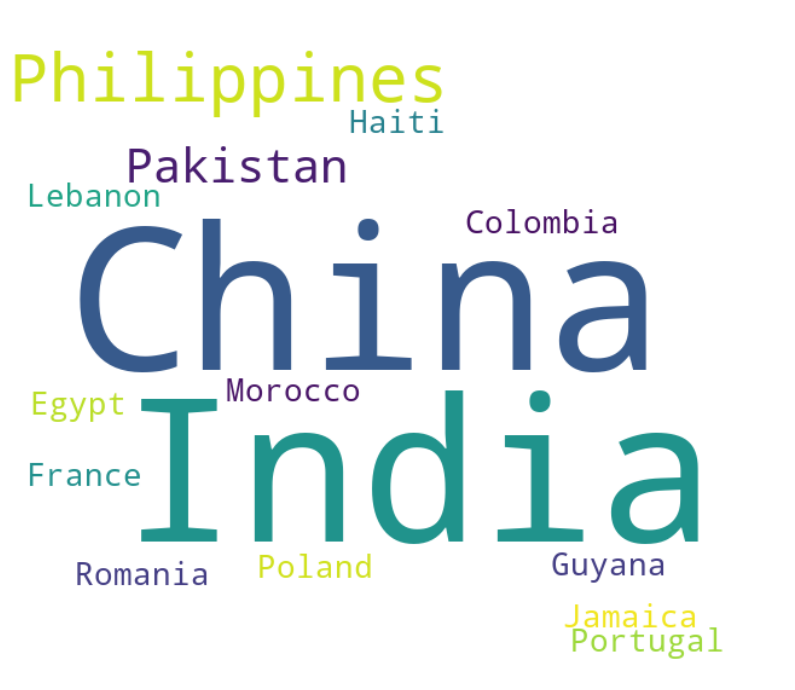 Philippines
Haiti
Pakistan
Lebanon
Colombia
China
Morocco
Egypt
India
France
Guyana
Poland
Romania
Jamaica
Portugal